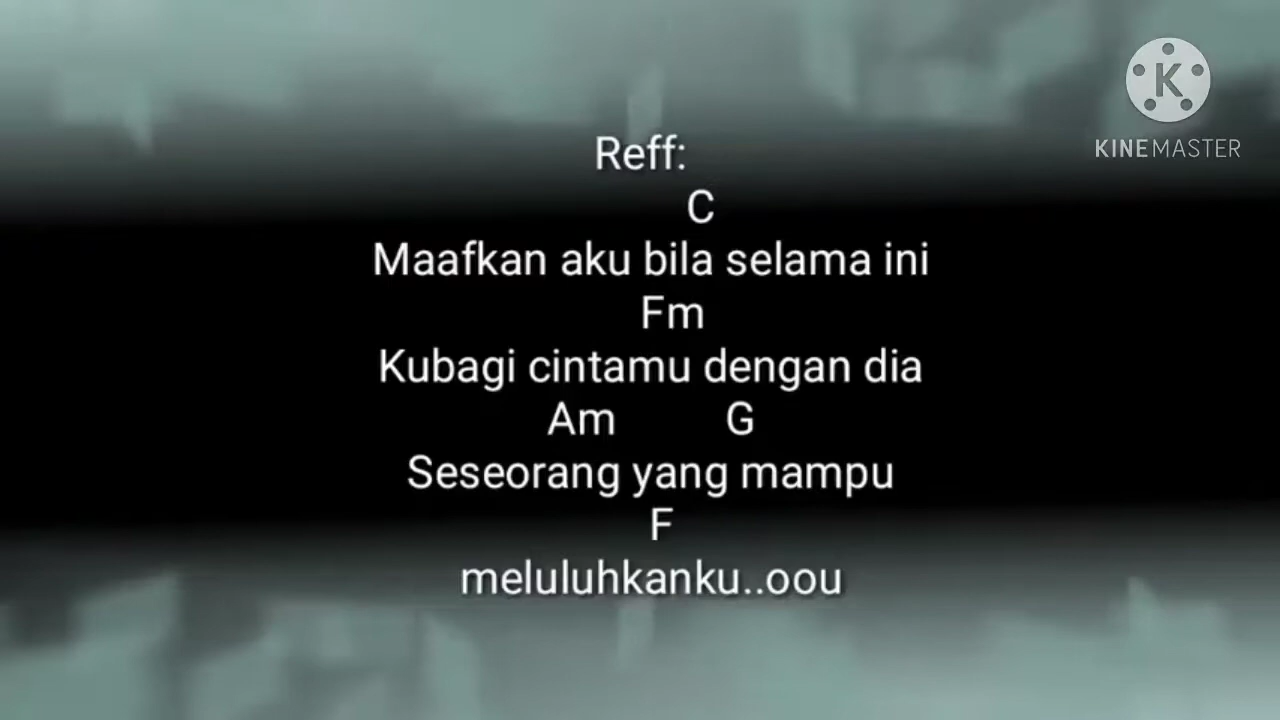 KINEMASTER
Reff:
C
Maafkan aku bila selama ini
Fm
Kubagi cintamu dengan dia
Am G
Seseorang yang mampu
F
meluluhkanku..oou